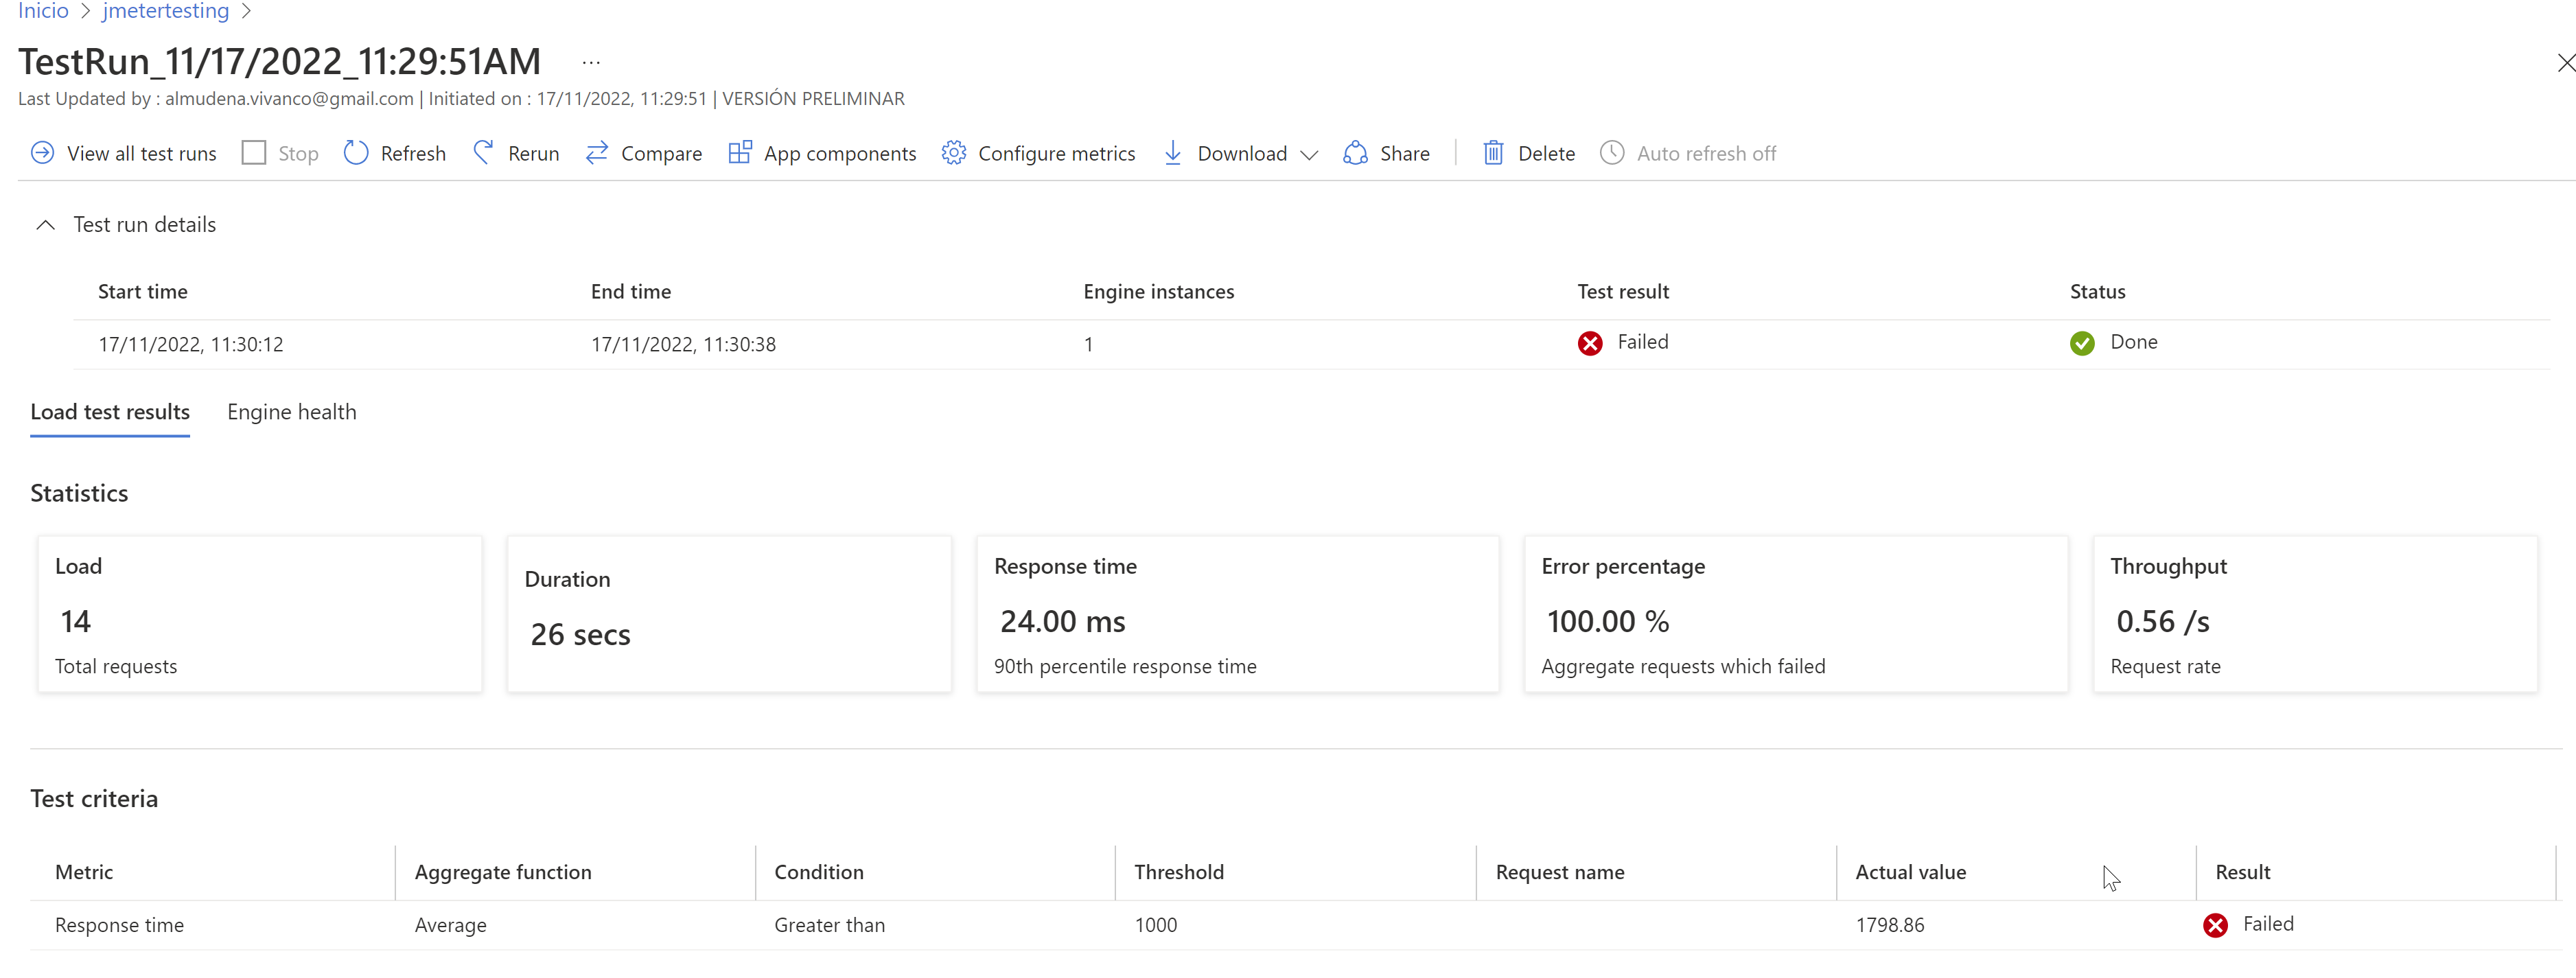 Inicio > jmetertesting >
TestRun_11/17/2022_11:29:51AM ...
Last Updated by : almudena.vivanco@gmail.com | Initiated on : 17/11/2022, 11:29:51 | VERSIÓN PRELIMINAR
View all test runs Stop Refresh Rerun Compare App components Configure metrics Download Share Delete Auto refresh off
Test run details
Start time End time Engine instances Test result Status
17/11/2022, 11:30:12 17/11/2022, 11:30:38 1 Failed Done
Load test results Engine health
Statistics
Load
14
Total requests
Duration
26 secs
Response time
24.00 ms
90th percentile response time
Error percentage
100.00 %
Aggregate requests which failed
Throughput
0.56 /s
Request rate
Test criteria
Metric Aggregate function Condition Threshold Request name Actual value Result
Response time Average Greater than 1000 1798.86 Failed